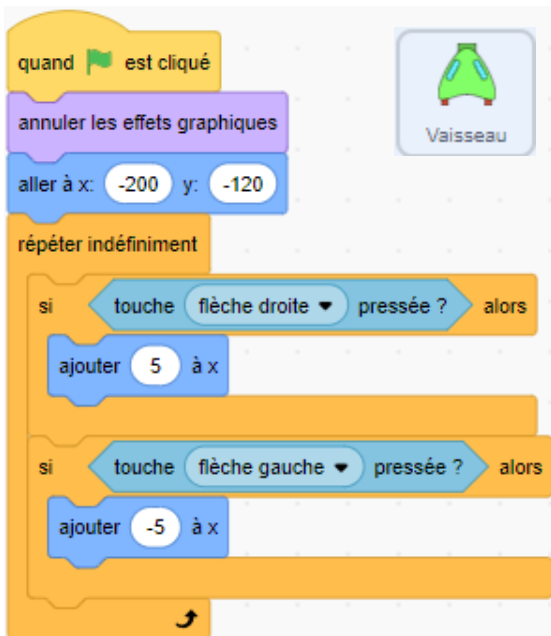 quand est cliqué
Vaisseau
annuler les effets graphiques
aller à x: -200 y: -120
répéter indéfiniment
si touche flèche droite pressée ? alors
ajouter 5 à x
si touche flèche gauche pressée ? alors
ajouter -5 à x